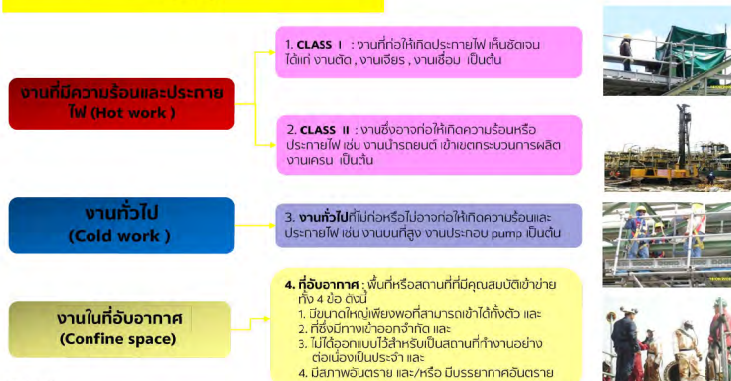 งานที่มีความร้อนและประกาย
ไฟ (Hot work )
1. CLASS I : งานที่ก่อให้เกิดประกายไฟ เห็นชัดเจน
ได้แก่ งานตัด , งานเจียร , งานเชื่อม เป็นต้น
2. CLASS II : งานซึ่งอาจก่อให้เกิดความร้อนหรือ
ประกายไฟ เช่น งานนำรถยนต์ เข้าเขตกระบวนการผลิต
งานเครน เป็นต้น
งานทั่วไป
(Cold work )
3. งานทั่วไปที่ไม่ก่อหรือไม่อาจก่อให้เกิดความร้อนและ
ประกายไฟ เช่น งานบนที่สูง งานประกอบ pump เป็นต้น
งานในที่อับอากาศ
(Confine space)
4. ที่อับอากาศ : พื้นที่หรือสถานที่ที่มีคุณสมบัติเข้าข่าย
ทั้ง 4 ข้อ ดังนี้
1. มีขนาดใหญ่เพียงพอที่สามารถเข้าได้ทั้งตัว และ
2. ที่ซึ่งมีทางเข้าออกจำกัด และ
3. ไม่ได้ออกแบบไว้สำหรับเป็นสถานที่ทำงานอย่าง
ต่อเนื่องเป็นประจำ และ
4. มีสภาพอันตราย และ/หรือ มีบรรยากาศอันตราย